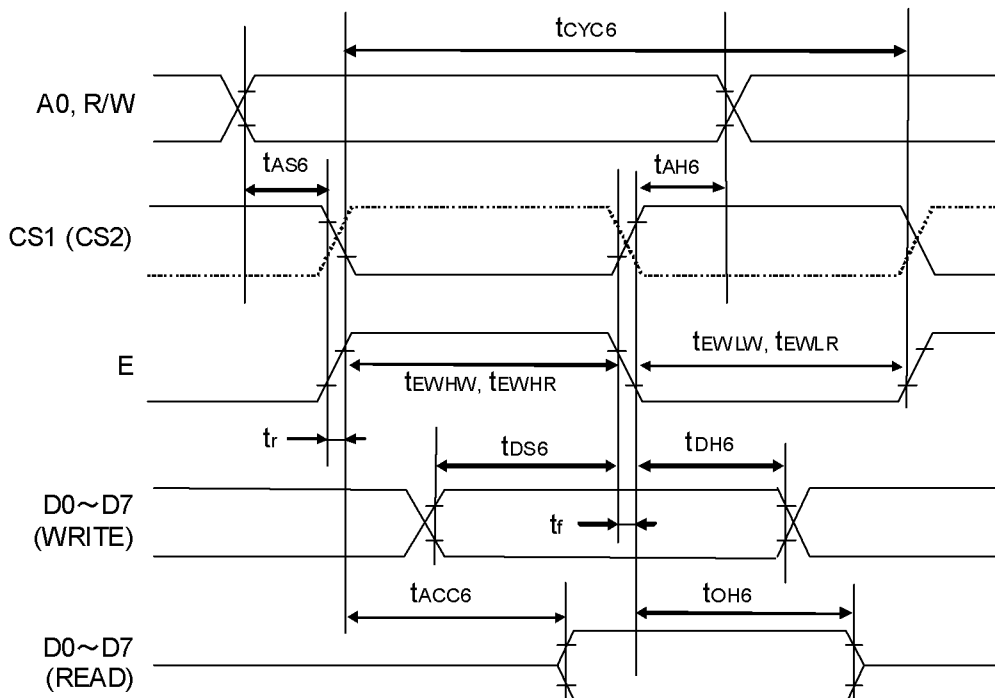 tCYC6
A0, R/W
tAS6
tAH6
CS1 (CS2)
E
tEWLW, tEWLR
tEWHW, tEWHR
tr
tDS6
tDH6
D0~D7
(WRITE)
tf
tACC6
tOH6
D0~D7
(READ)